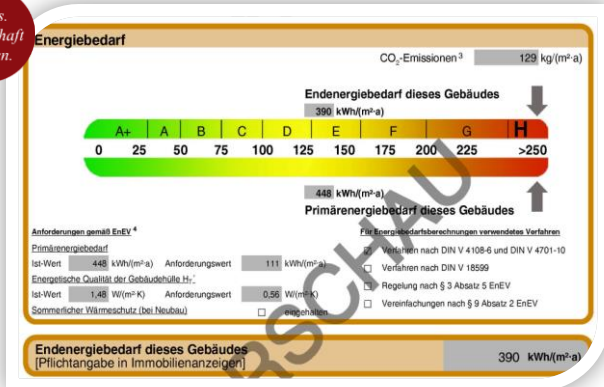 s.
haft
n.
Energiebedarf
CO2-Emissionen 3 129 kg/(m²·a)
Endenergiebedarf dieses Gebäudes
390 kWh/(m²·a)
A+ A B C D E F G H
0 25 50 75 100 125 150 175 200 225 >250
448 kWh/(m²·a)
Primärenergiebedarf dieses Gebäudes
Anforderungen gemäß EnEV 4
Primärenergiebedarf
Ist-Wert 448 kWh/(m²·a) Anforderungswert 111 kWh/(m²·a)
Energetische Qualität der Gebäudehülle HT'
Ist-Wert 1,48 W/(m²·K) Anforderungswert 0,56 W/(m²·K)
Sommerlicher Wärmeschutz (bei Neubau) eingehalten
Für Energiebedarfsberechnungen verwendetes Verfahren
Verfahren nach DIN V 4108-6 und DIN V 4701-10
Verfahren nach DIN V 18599
Regelung nach § 3 Absatz 5 EnEV
Vereinfachungen nach § 9 Absatz 2 EnEV
RSCHAU
Endenergiebedarf dieses Gebäudes
[Pflichtangabe in Immobilienanzeigen] 390 kWh/(m²·a)